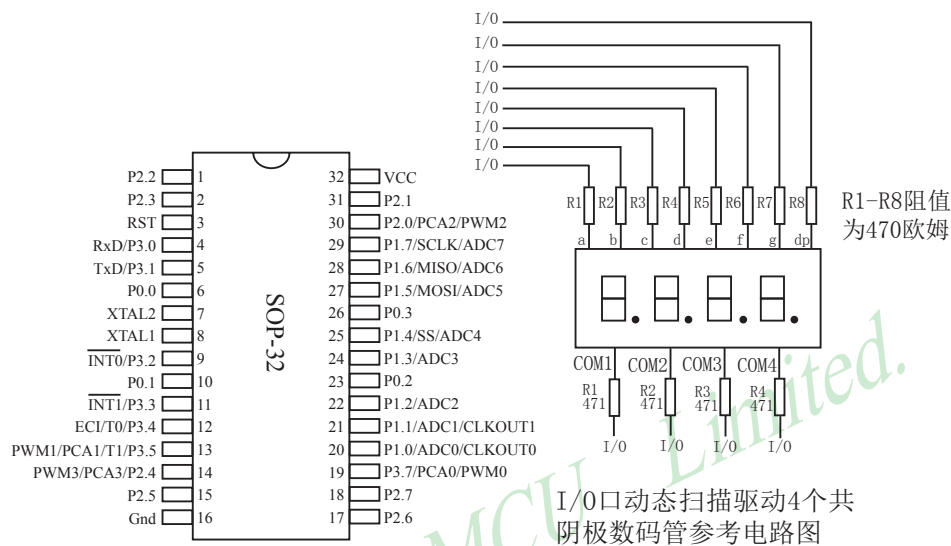 I/O
I/O
I/O
I/O
I/O
I/O
I/O
I/O
R1 R2 R3 R4 R5 R6 R7 R8
R1-R8阻值
为470欧姆
a b c d e f g dp
COM1 COM2 COM3 COM4
R1 R2 R3 R4
471 471 471 471
I/O I/O I/O I/O
I/O口动态扫描驱动4个共
阴极数码管参考电路图
SOP-32
P2.2 1 32 VCC
P2.3 2 31 P2.1
RST 3 30 P2.0/PCA2/PWM2
RxD/P3.0 4 29 P1.7/SCLK/ADC7
TxD/P3.1 5 28 P1.6/MISO/ADC6
P0.0 6 27 P1.5/MOSI/ADC5
XTAL2 7 26 P0.3
XTAL1 8 25 P1.4/SS/ADC4
INT0/P3.2 9 24 P1.3/ADC3
P0.1 10 23 P0.2
INT1/P3.3 11 22 P1.2/ADC2
ECI/T0/P3.4 12 21 P1.1/ADC1/CLKOUT1
PWM1/PCA1/T1/P3.5 13 20 P1.0/ADC0/CLKOUT0
PWM3/PCA3/P2.4 14 19 P3.7/PCA0/PWM0
P2.5 15 18 P2.7
Gnd 16 17 P2.6
MCU Limited.